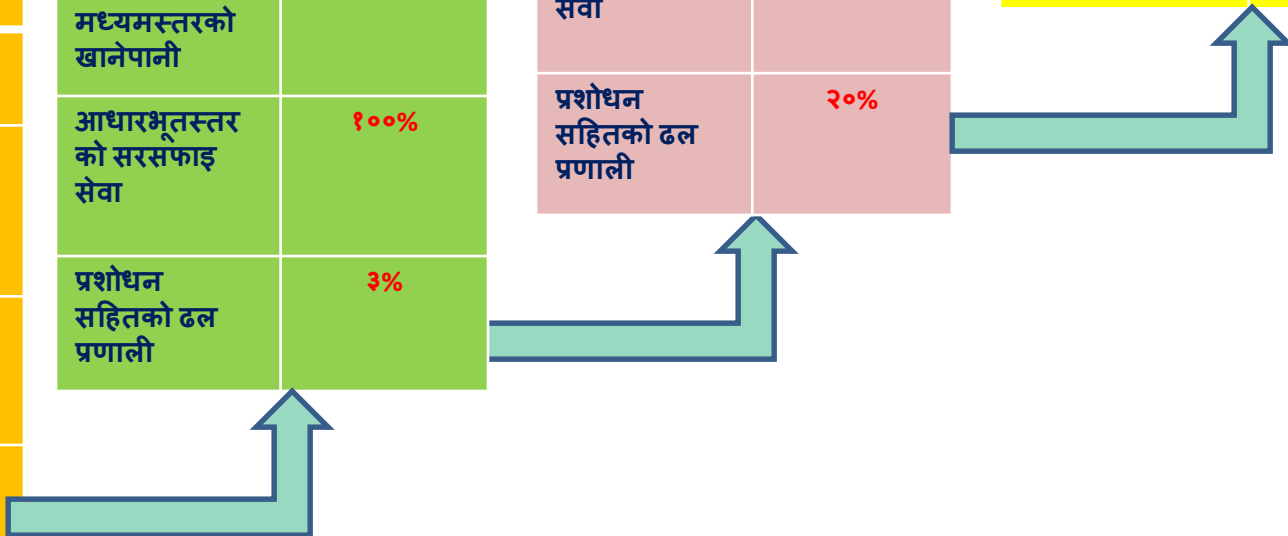 मध्यमस्तरको
खानेपानी
आधारभूतस्तर
को सरसफाइ
सेवा
१००%
प्रशोधन
सहितको ढल
प्रणाली
३%
सेवा
प्रशोधन
सहितको ढल
प्रणाली
२०%